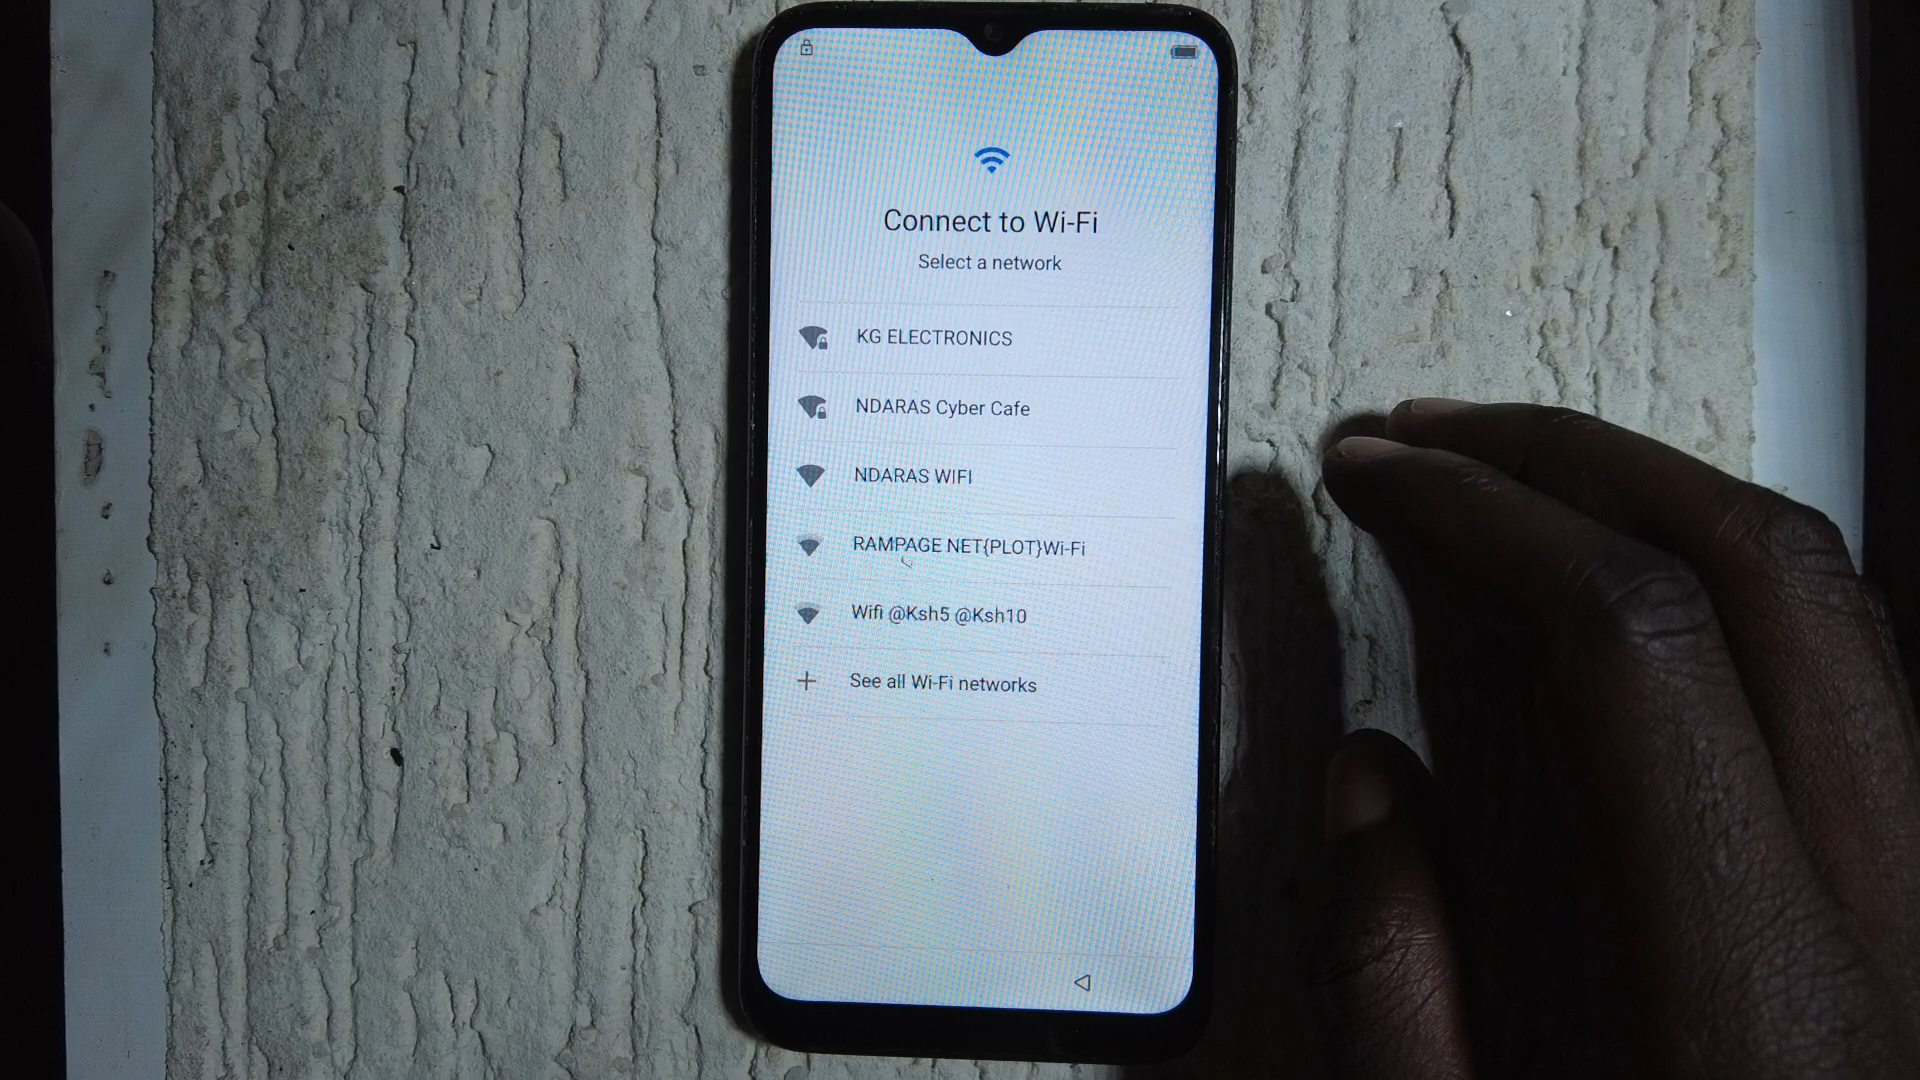 Connect to Wi-Fi
Select a network
KG ELECTRONICS
NDARAS Cyber Cafe
NDARAS WIFI
RAMPAGE NET{PLOT}Wi-Fi
Wifi @Ksh5 @Ksh10
See all Wi-Fi networks